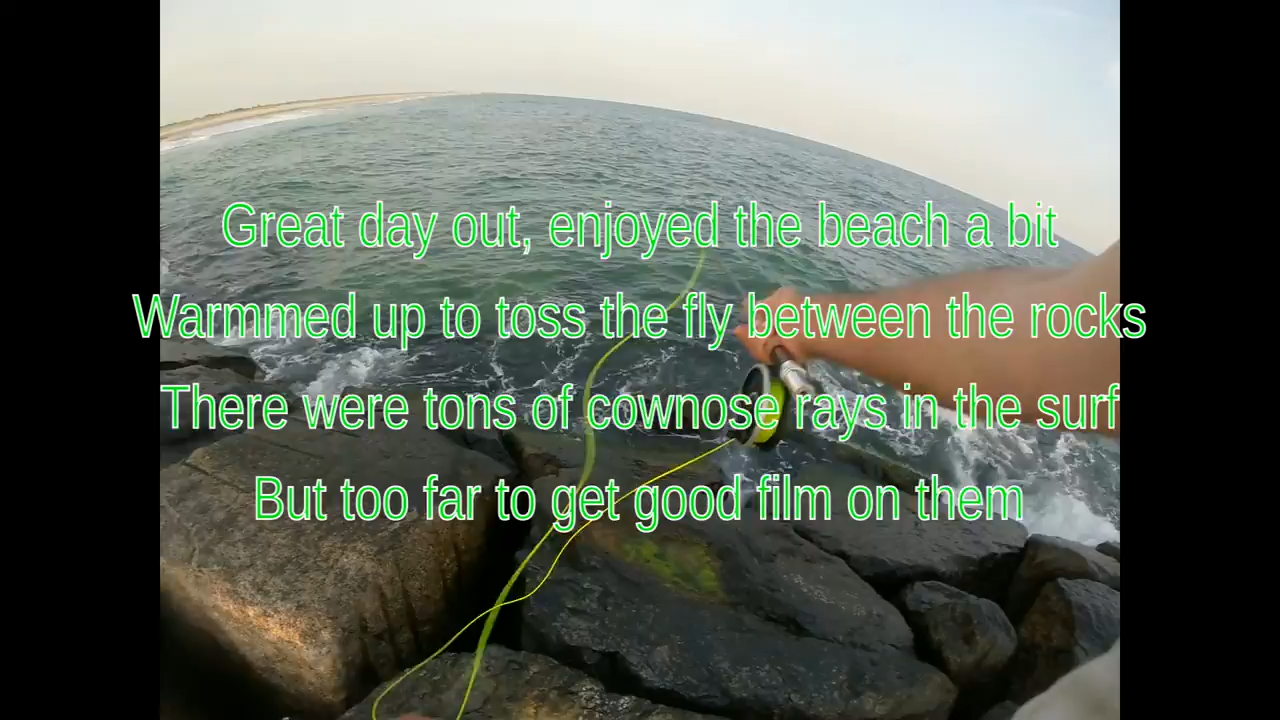 Great day out, enjoyed the beach a bit
Warmmed up to toss the fly between the rocks
There were tons of cownose rays in the surf
But too far to get good film on them